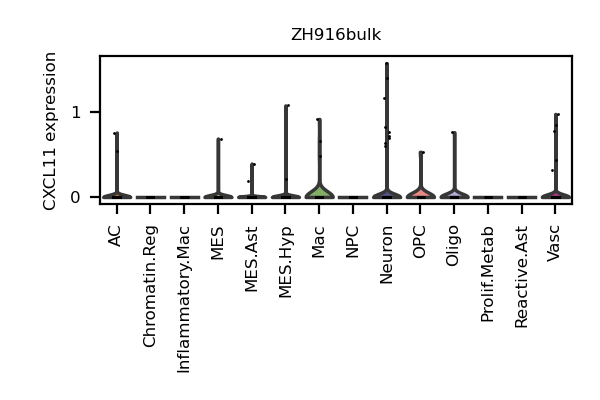 ZH916bulk
CXCL11 expression
1
0
AC
Chromatin.Reg
Inflammatory.Mac
MES
MES.Ast
MES.Hyp
Mac
NPC
Neuron
OPC
Oligo
Prolif.Metab
Reactive.Ast
Vasc